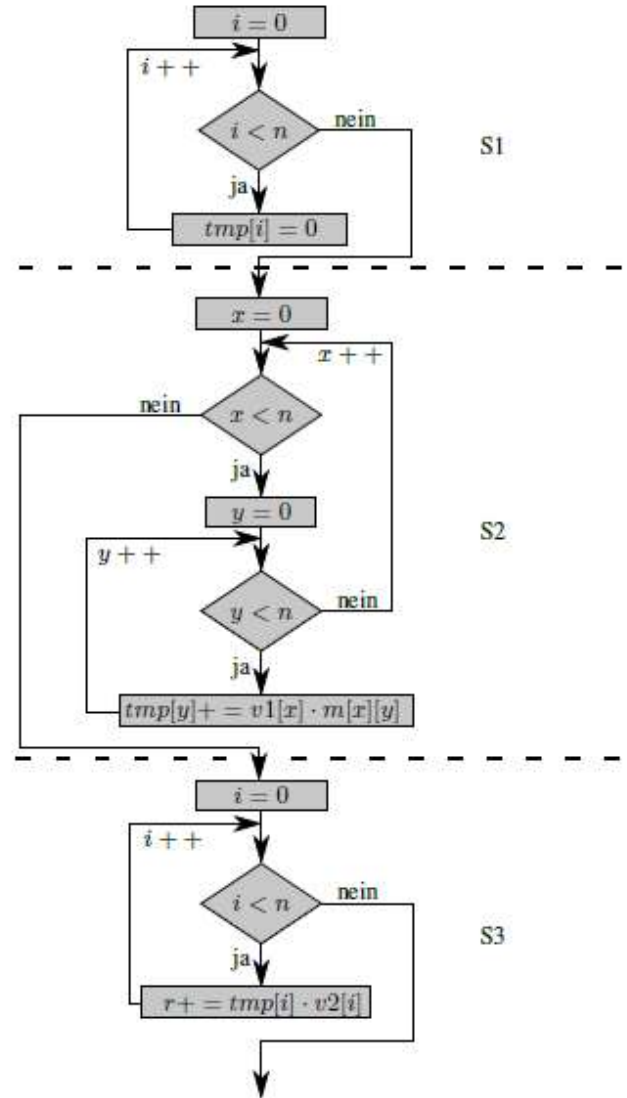 i = 0
i + +
i < n
nein
S1
ja
tmp[i] = 0
x = 0
x + +
nein
x < n
ja
y = 0
y + +
S2
y < n
nein
ja
tmp[y]+ = v1[x] · m[x][y]
i = 0
i + +
i < n
nein
S3
ja
r+ = tmp[i] · v2[i]